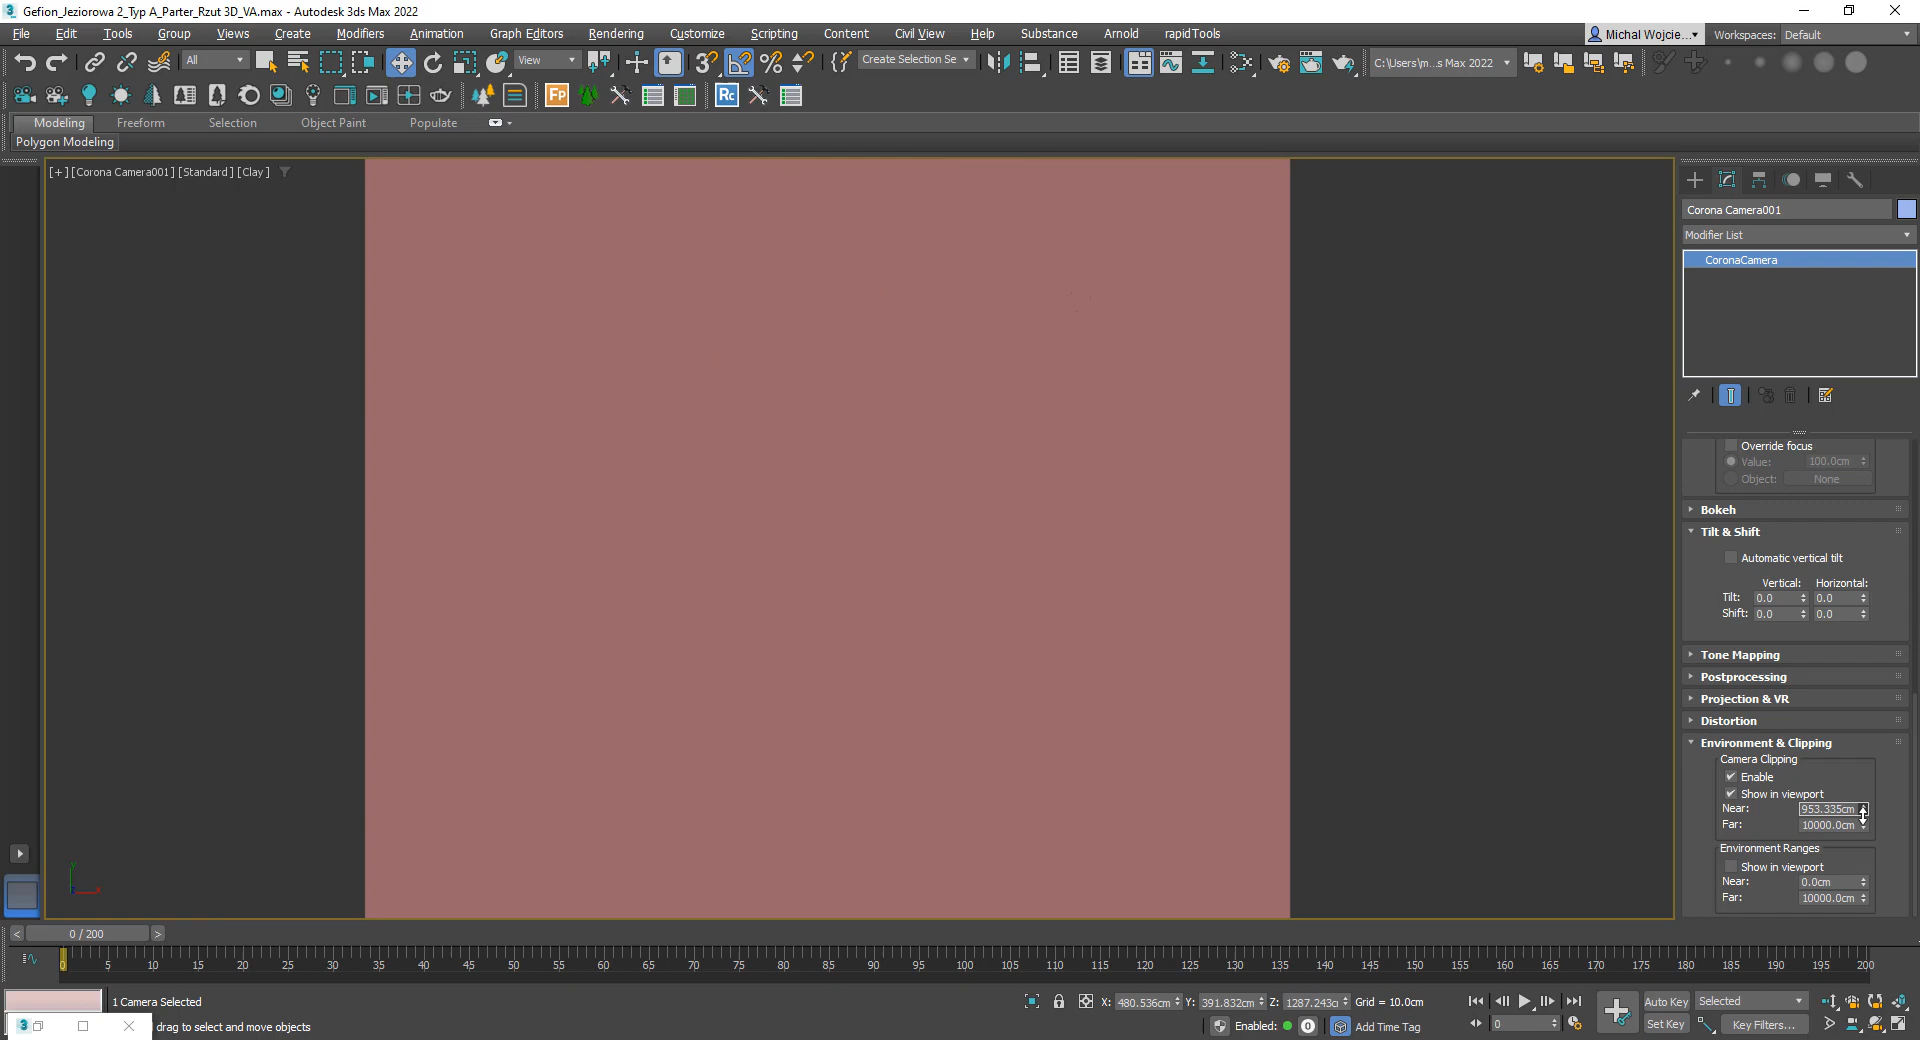 Gefion_Jeziorowa 2_Typ A_Parter_Rzut 3D_VA.max - Autodesk 3ds Max 2022
File Edit Tools Group Views Create Modifiers Animation Graph Editors Rendering Customize Scripting Content Civil View Help Substance Arnold rapidTools Michal Wojcie... Workspaces: Default
All View Create Selection Se C:\Users\m...s Max 2022
Modeling Freeform Selection Object Paint Populate
Polygon Modeling
[+] [Corona Camera001] [Standard] [Clay]
Corona Camera001
Modifier List
CoronaCamera
Override focus
Value: 100.0cm
Object: None
Bokeh
Tilt & Shift
Automatic vertical tilt
Vertical: Horizontal:
Tilt: 0.0 0.0
Shift: 0.0 0.0
Tone Mapping
Postprocessing
Projection & VR
Distortion
Environment & Clipping
Camera Clipping
Enable
Show in viewport
Near: 953.335cm
Far: 10000.0cm
Environment Ranges
Show in viewport
Near: 0.0cm
Far: 10000.0cm
< 0 / 200 >
0 5 10 15 20 25 30 35 40 45 50 55 60 65 70 75 80 85 90 95 100 105 110 115 120 125 130 135 140 145 150 155 160 165 170 175 180 185 190 195 200
1 Camera Selected X: 480.536cm Y: 391.832cm Z: 1287.243c Grid = 10.0cm Auto Key Selected
drag to select and move objects Enabled: 0 Add Time Tag 0 Set Key Key Filters...